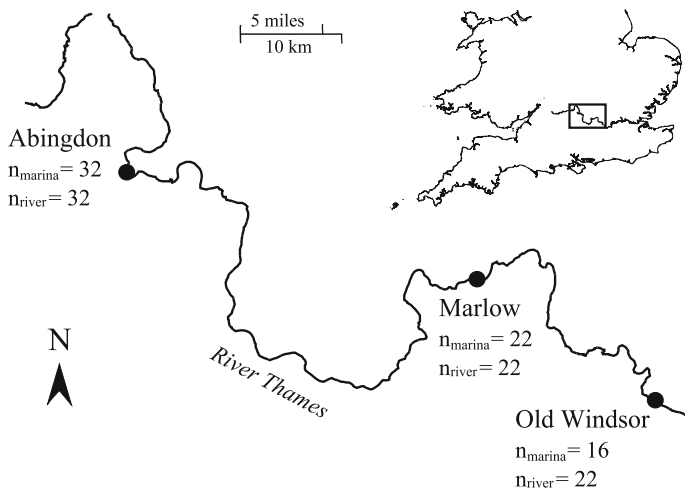 5 miles
10 km
Abingdon
nmarina = 32
nriver = 32
Marlow
nmarina = 22
nriver = 22
N
River Thames
Old Windsor
nmarina = 16
nriver = 22